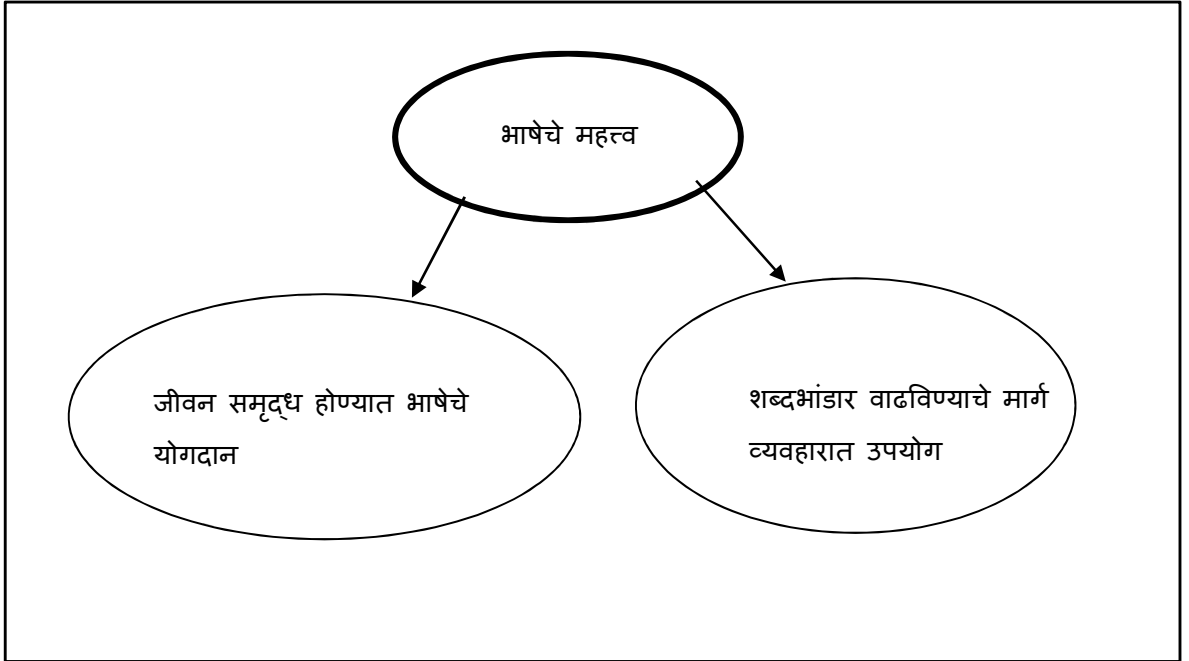 भाषेचे महत्त्व
जीवन समृद्ध होण्यात भाषेचे
योगदान
शब्दभांडार वाढविण्याचे मार्ग
व्यवहारात उपयोग